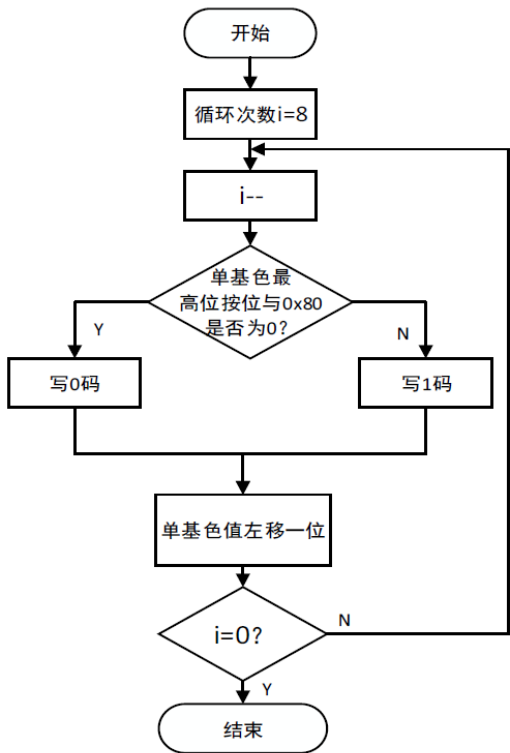 开始
循环次数i=8
i--
单基色最
高位按位与0x80
是否为0？
Y
N
写0码
写1码
单基色值左移一位
i=0？
N
Y
结束